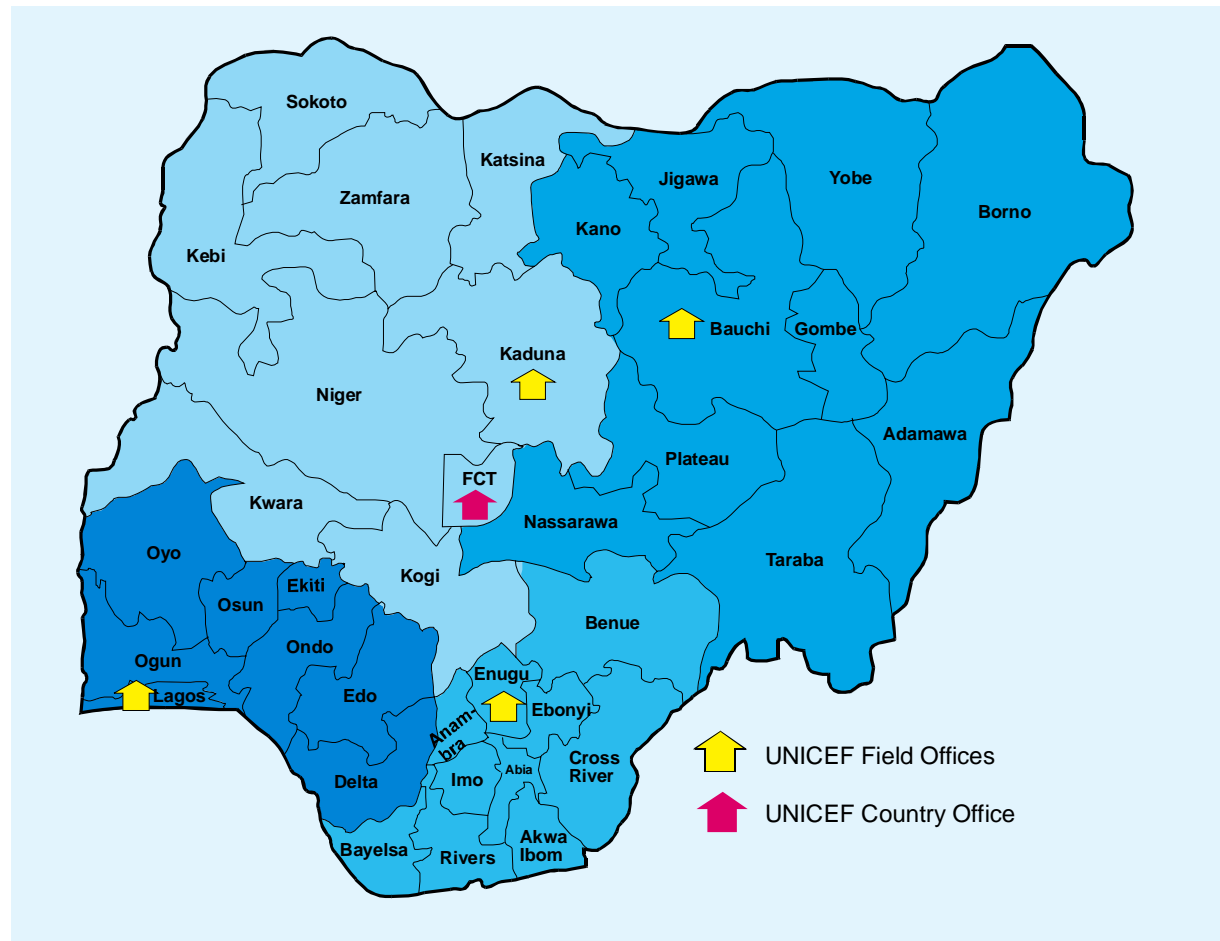 Sokoto
Katsina
Jigawa
Yobe
Zamfara
Borno
Kano
Kebi
Bauchi
Gombe
Kaduna
Niger
Adamawa
Plateau
FCT
Kwara
Nassarawa
Oyo
Taraba
Kogi
Ekiti
Osun
Benue
Ondo
Ogun
Enugu
Lagos
Edo
Ebonyi
Anam-
bra
Cross
River
Abia
Imo
Delta
Akwa
Ibom
Bayelsa
Rivers
UNICEF Field Offices
UNICEF Country Office